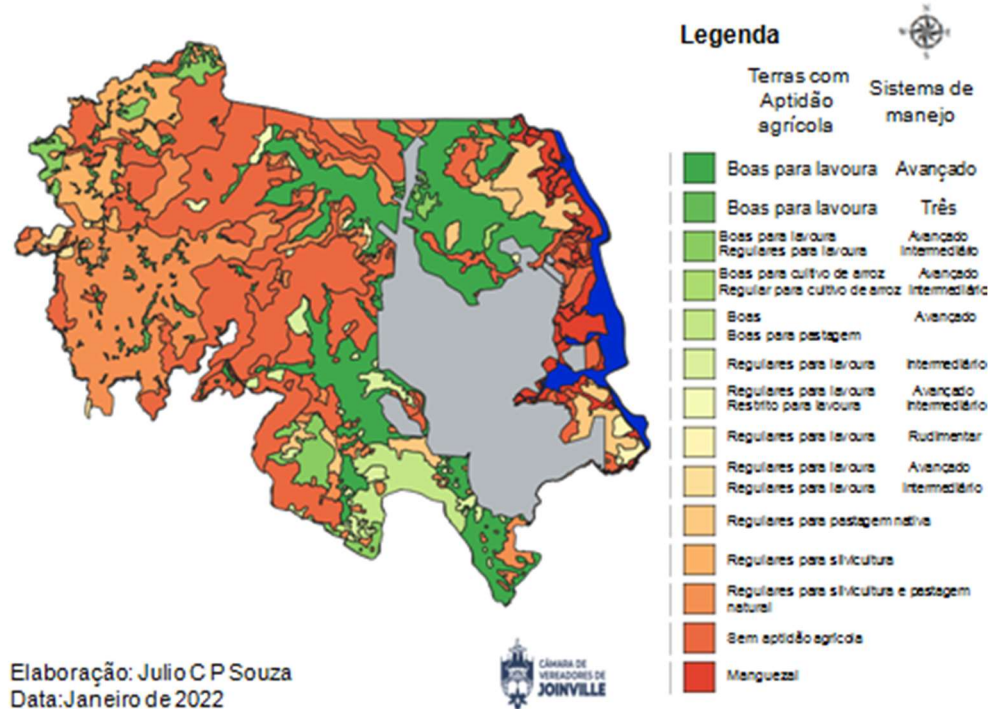 Legenda
Terras com
Aptidão
agrícola
Sistema de
manejo
Boas para lavoura Avançado
Boas para lavoura Três
Boas para lavoura Avançado
Regulares para lavoura Intermediário
Boas para cultivo de arroz Avançado
Regular para cultivo de arroz Intermediário
Boas Avançado
Boas para pastagem
Regulares para lavoura Intermediário
Regulares para lavoura Avançado
Restrito para lavoura Intermediário
Regulares para lavoura Rudimentar
Regulares para lavoura Avançado
Regulares para lavoura Intermediário
Regulares para pastagem nativa
Regulares para silvicultura
Regulares para silvicultura e pastagem
natural
Sem aptidão agrícola
Manguezal
Elaboração: Julio C P Souza
Data:Janeiro de 2022
CÂMARA DE
VEREADORES DE
JOINVILLE